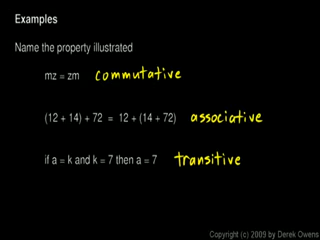 Examples
Name the property illustrated
mz = zm commutative
(12 + 14) + 72 = 12 + (14 + 72) associative
if a = k and k = 7 then a = 7 transitive
Copyright (c) 2009 by Derek Owens